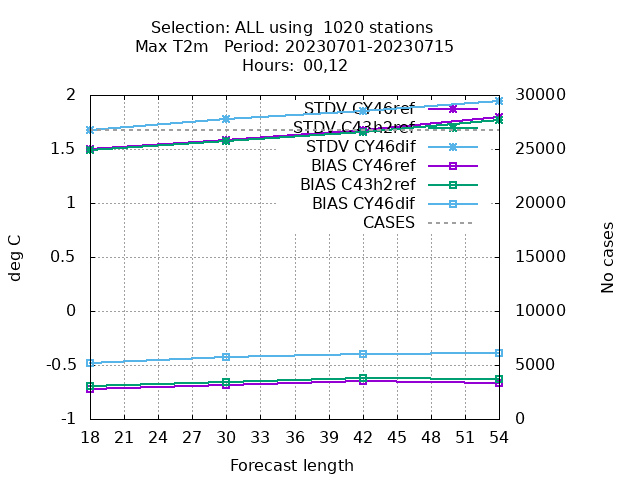 Selection: ALL using  1020 stations
Max T2m   Period: 20230701-20230715
Hours: 00,12
2
1.5
1
0.5
0
-0.5
-1
30000
25000
20000
15000
10000
5000
0
deg C
No cases
STDV CY46ref
STDV C43h2ref
STDV CY46dif
BIAS CY46ref
BIAS C43h2ref
BIAS CY46dif
CASES
18 21 24 27 30 33 36 39 42 45 48 51 54
Forecast length